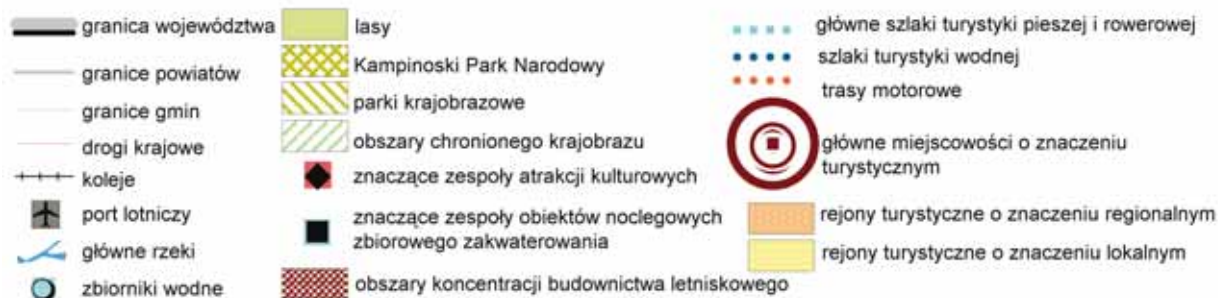 granica województwa
granice powiatów
granice gmin
drogi krajowe
koleje
port lotniczy
główne rzeki
zbiorniki wodne
lasy
Kampinoski Park Narodowy
parki krajobrazowe
obszary chronionego krajobrazu
znaczące zespoły atrakcji kulturowych
znaczące zespoły obiektów noclegowych
zbiorowego zakwaterowania
obszary koncentracji budownictwa letniskowego
główne szlaki turystyki pieszej i rowerowej
szlaki turystyki wodnej
trasy motorowe
główne miejscowości o znaczeniu
turystycznym
rejony turystyczne o znaczeniu regionalnym
rejony turystyczne o znaczeniu lokalnym